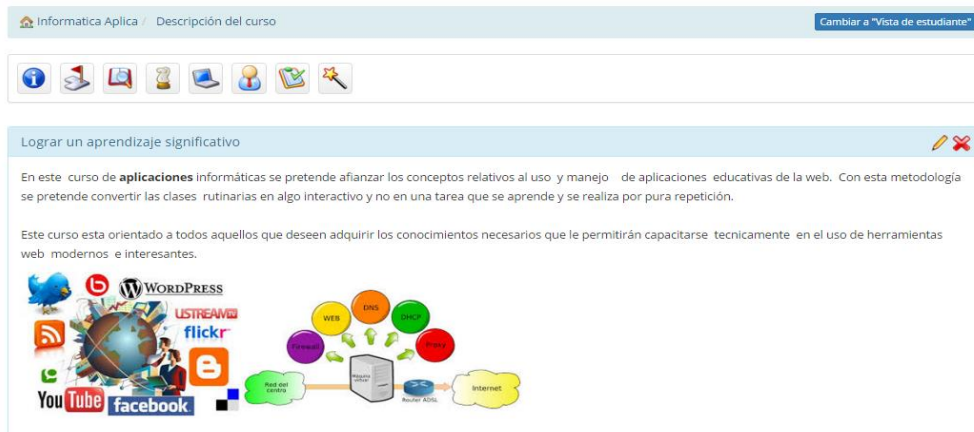 Informatica Aplica / Descripción del curso
Cambiar a "Vista de estudiante"
Lograr un aprendizaje significativo
En este curso de aplicaciones informáticas se pretende afianzar los conceptos relativos al uso y manejo de aplicaciones educativas de la web. Con esta metodología
se pretende convertir las clases rutinarias en algo interactivo y no en una tarea que se aprende y se realiza por pura repetición.
Este curso esta orientado a todos aquellos que deseen adquirir los conocimientos necesarios que le permitirán capacitarse tecnicamente en el uso de herramientas
web modernos e interesantes.
WORDPRESS
USTREAM
flickr
YouTube
facebook
Firewall
WEB
DNS
DHCP
Proxy
Red del
centro
Máquina
virtual
Router ADSL
Internet